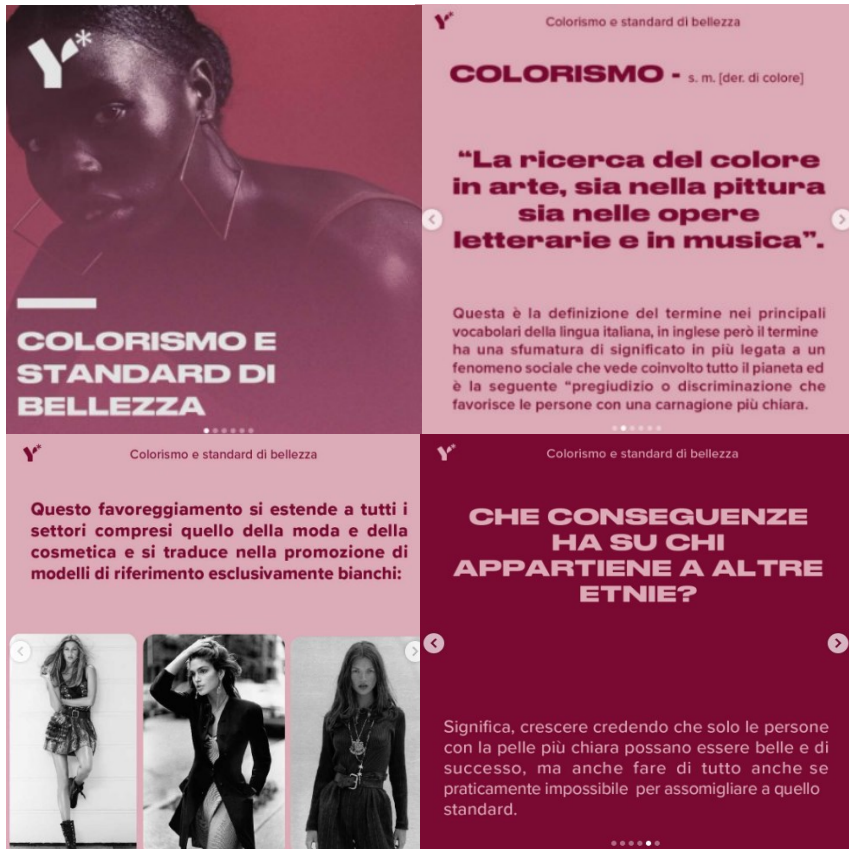 Y*
COLORISMO E
STANDARD DI
BELLEZZA
Y*
Colorismo e standard di bellezza
COLORISMO - s. m. [der. di colore]
“La ricerca del colore
in arte, sia nella pittura
sia nelle opere
letterarie e in musica”.
Questa è la definizione del termine nei principali
vocabolari della lingua italiana, in inglese però il termine
ha una sfumatura di significato in più legata a un
fenomeno sociale che vede coinvolto tutto il pianeta ed
è la seguente “pregiudizio o discriminazione che
favorisce le persone con una carnagione più chiara.
Y*
Colorismo e standard di bellezza
Questo favoreggiamento si estende a tutti i
settori compresi quello della moda e della
cosmetica e si traduce nella promozione di
modelli di riferimento esclusivamente bianchi:
Y*
Colorismo e standard di bellezza
CHE CONSEGUENZE
HA SU CHI
APPARTIENE A ALTRE
ETNIE?
Significa, crescere credendo che solo le persone
con la pelle più chiara possano essere belle e di
successo, ma anche fare di tutto anche se
praticamente impossibile per assomigliare a quello
standard.